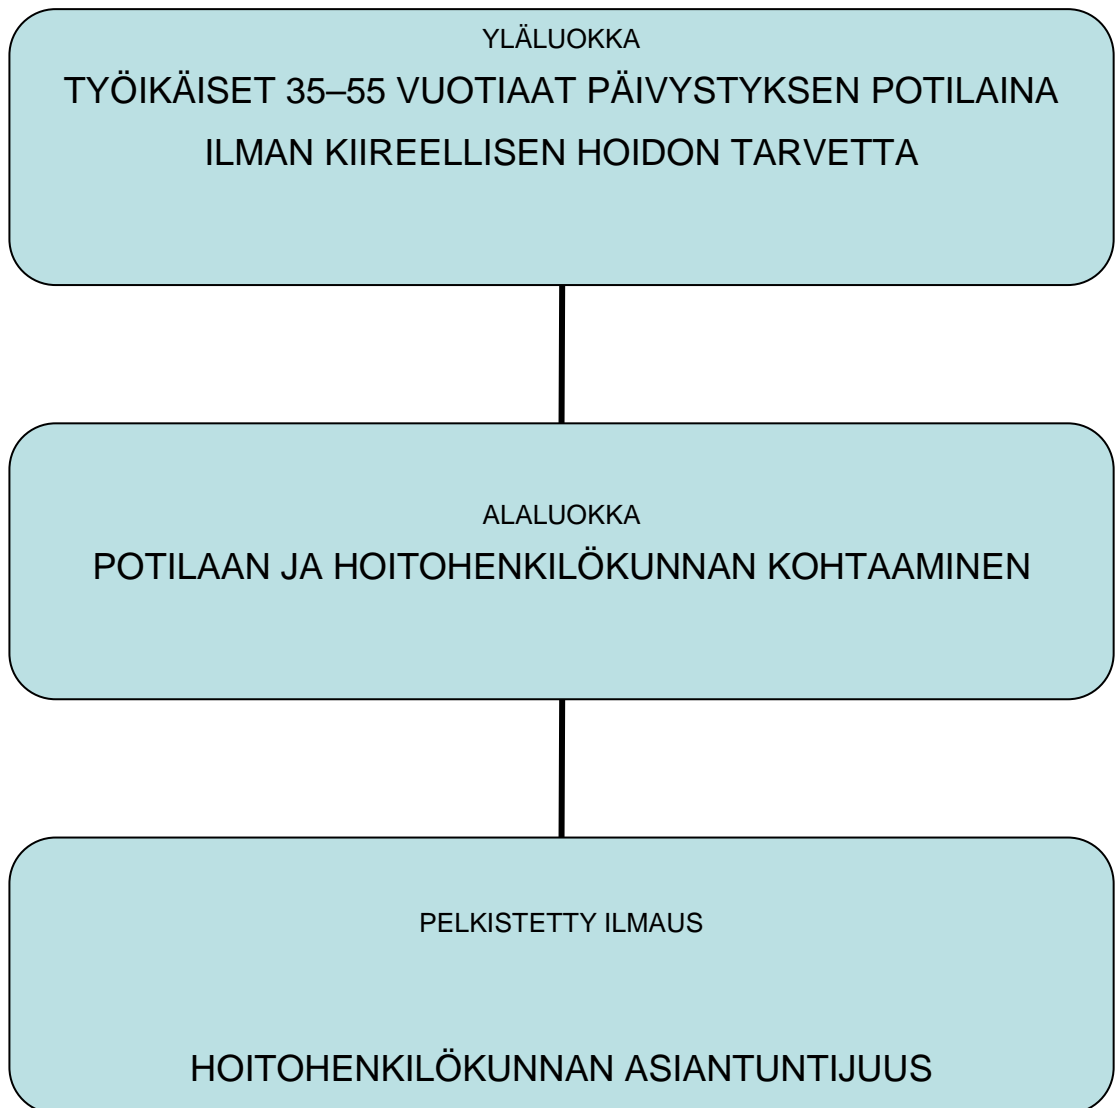 YLÄLUOKKA
TYÖIKÄISET 35–55 VUOTIAAT PÄIVYSTYKSEN POTILAINA
ILMAN KIIREELLISEN HOIDON TARVETTA
ALALUOKKA
POTILAAN JA HOITOHENKILÖKUNNAN KOHTAAMINEN
PELKISTETTY ILMAUS
HOITOHENKILÖKUNNAN ASIANTUNTIJUUS